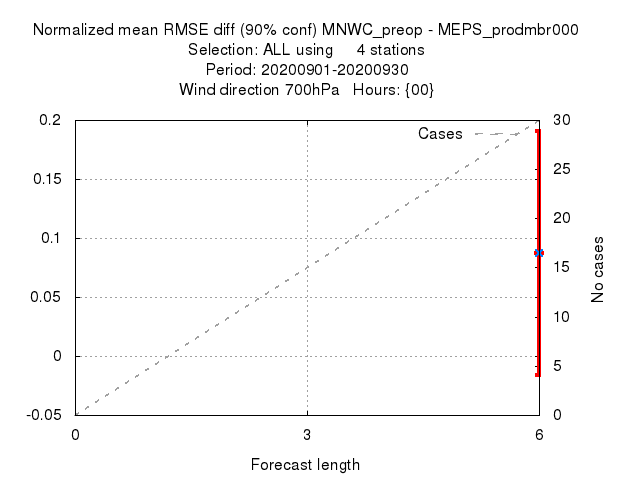 Normalized mean RMSE diff (90% conf) MNWC_preop - MEPS_prodmbr000
Selection: ALL using     4 stations
Period: 20200901-20200930
Wind direction 700hPa   Hours: {00}
Cases
0.2
0.15
0.1
0.05
0
-0.05
30
25
20
15
10
5
0
No cases
0
3
6
Forecast length